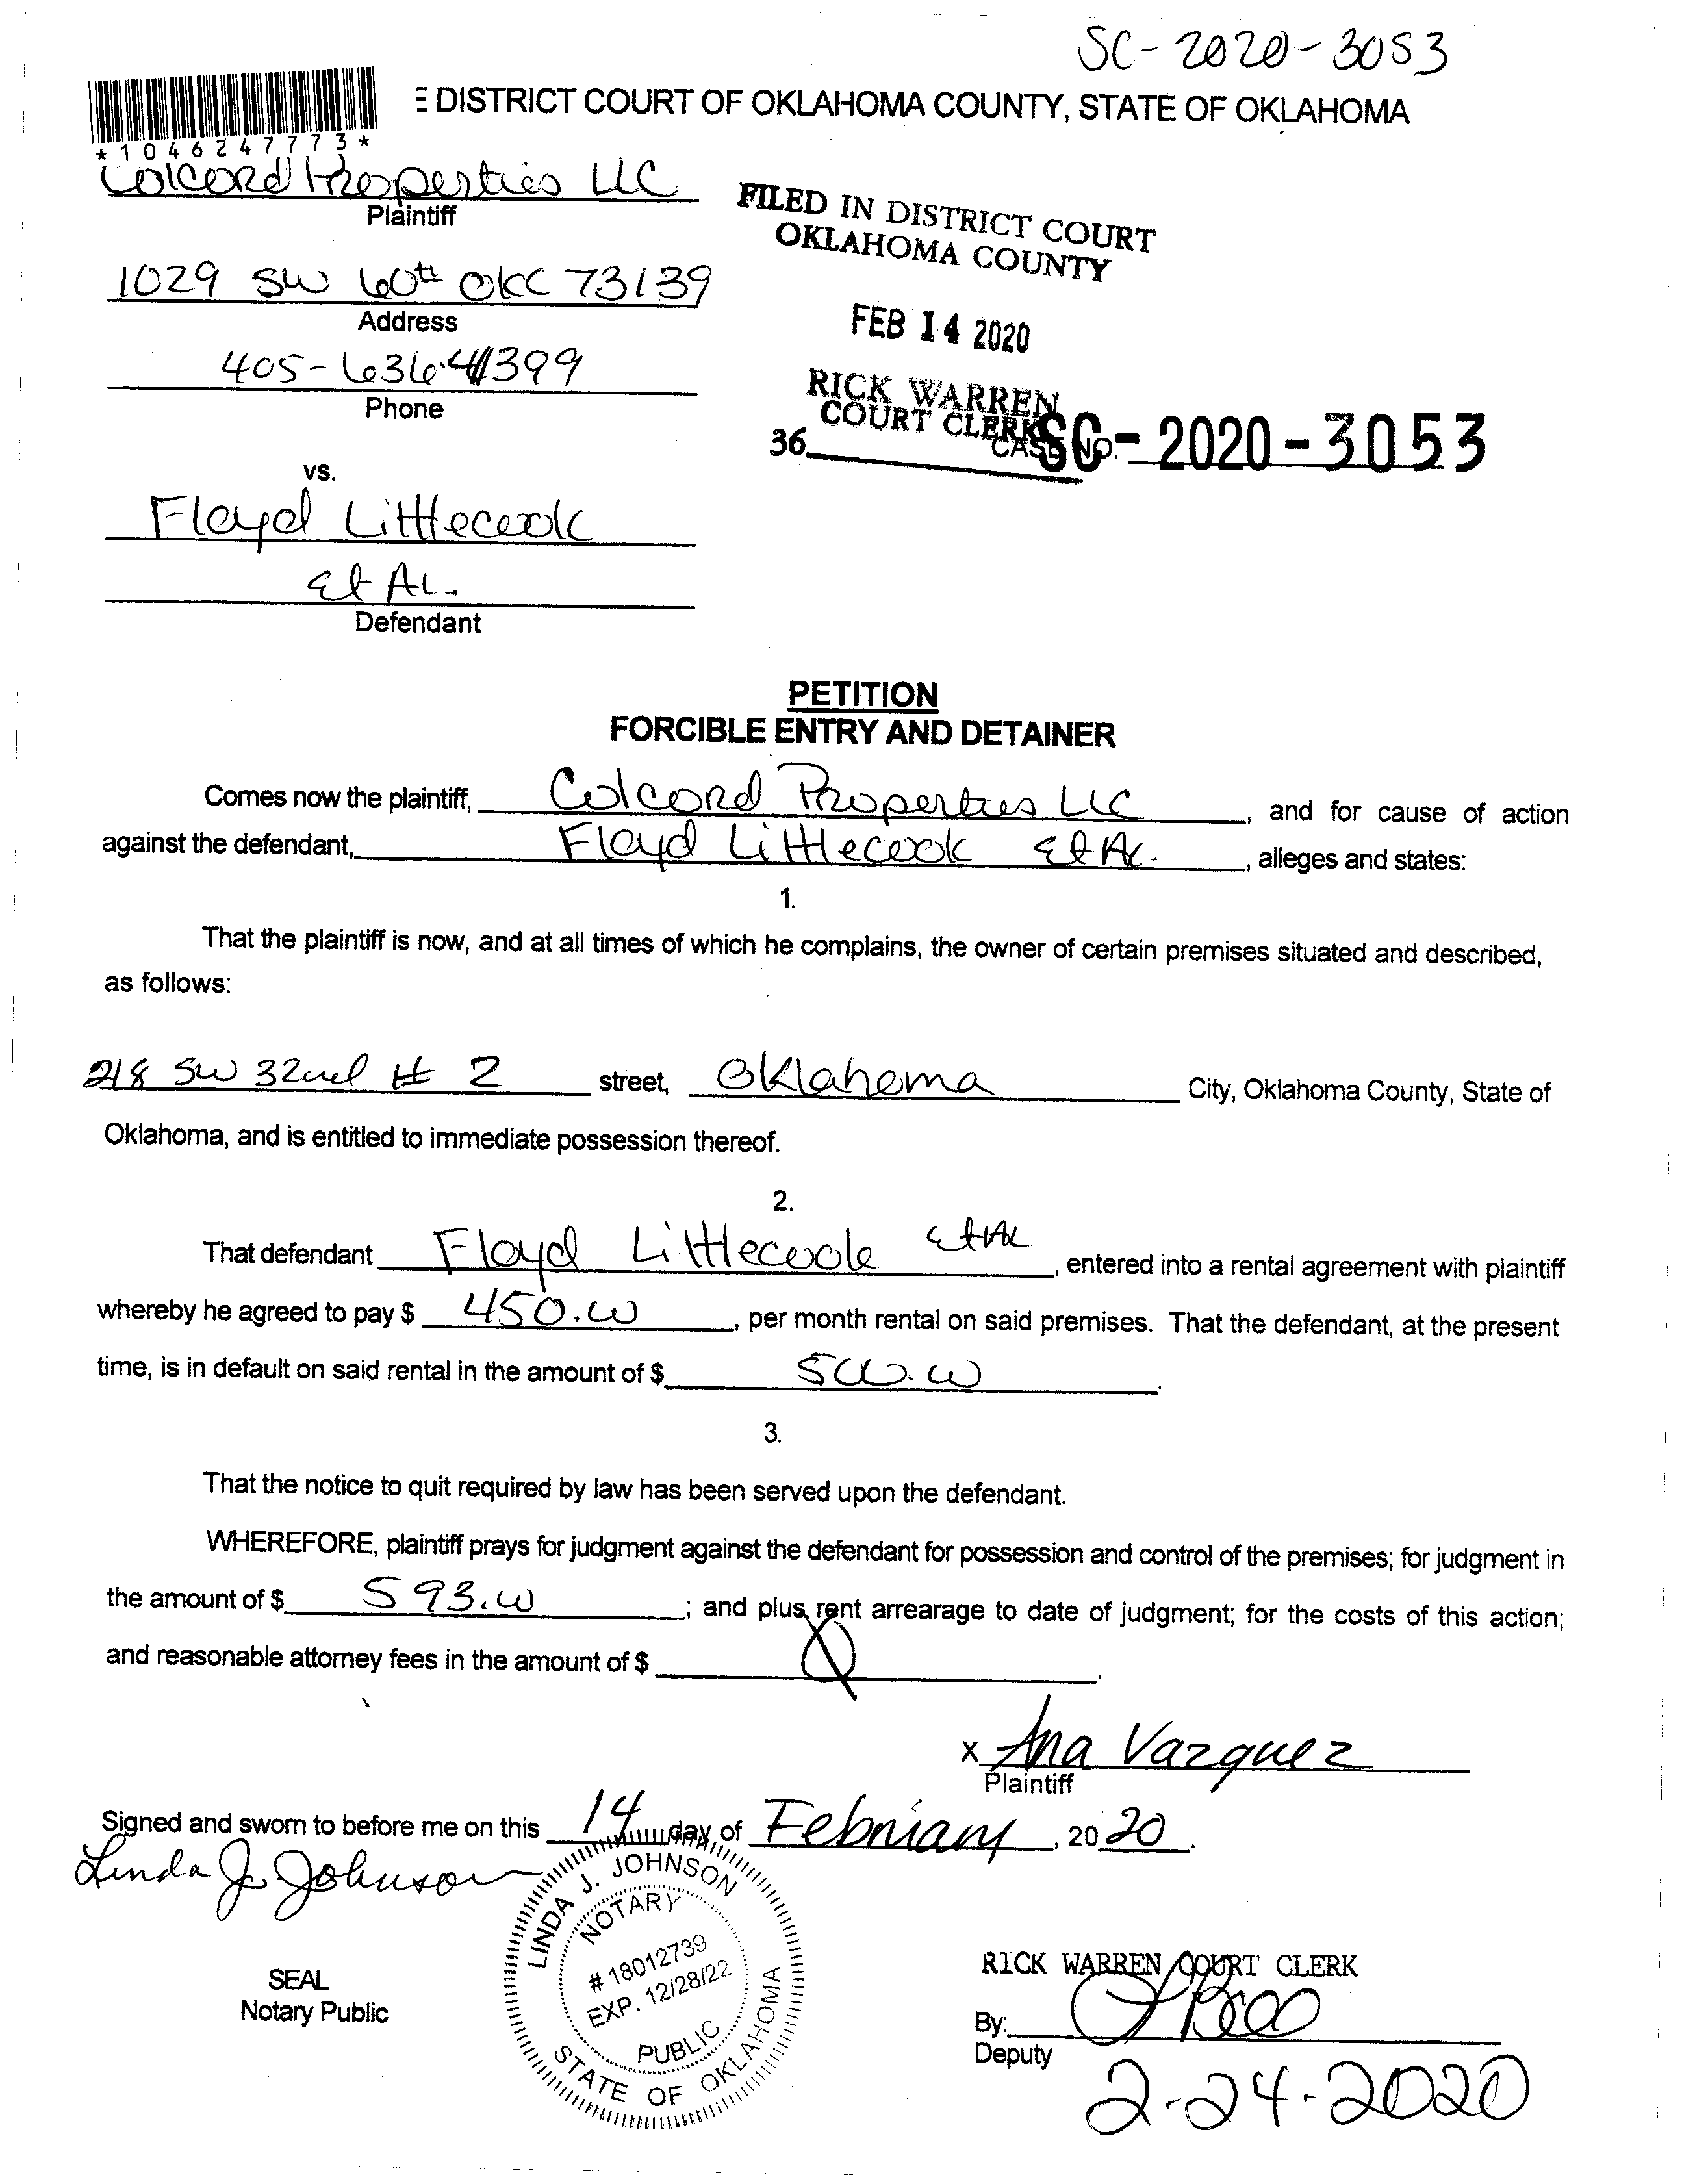 SC-2020-3053
E DISTRICT COURT OF OKLAHOMA COUNTY, STATE OF OKLAHOMA
*1046247773*
Colcord Properties LLC
Plaintiff
FILED IN DISTRICT COURT
OKLAHOMA COUNTY
1029 SW 60th OKC 73139
Address
FEB 14 2020
405-636-4399
Phone
RICK WARREN
COURT CLERK
36
CASE NO. SC-2020-3053
vs.
Floyd Littlecook
Et Al.
Defendant
PETITION
FORCIBLE ENTRY AND DETAINER
Comes now the plaintiff, Colcord Properties LLC, and for cause of action
against the defendant, Floyd Littlecook Et Al., alleges and states:
1.
That the plaintiff is now, and at all times of which he complains, the owner of certain premises situated and described,
as follows:
218 SW 32nd # 2 street, Oklahoma City, Oklahoma County, State of
Oklahoma, and is entitled to immediate possession thereof.
2.
That defendant Floyd Littlecook Et Al, entered into a rental agreement with plaintiff
whereby he agreed to pay $ 450.00, per month rental on said premises. That the defendant, at the present
time, is in default on said rental in the amount of $ 500.00.
3.
That the notice to quit required by law has been served upon the defendant.
WHEREFORE, plaintiff prays for judgment against the defendant for possession and control of the premises; for judgment in
the amount of $ 593.00; and plus rent arrearage to date of judgment; for the costs of this action;
and reasonable attorney fees in the amount of $ 0.
x Ana Vazquez
Plaintiff
Signed and sworn to before me on this 14 day of February, 2020.
Linda J. Johnson
LINDA J. JOHNSON
NOTARY
# 18012739
EXP. 12/28/22
PUBLIC
STATE OF OKLAHOMA
SEAL
Notary Public
RICK WARREN COURT CLERK
By:
Deputy
2-24-2020